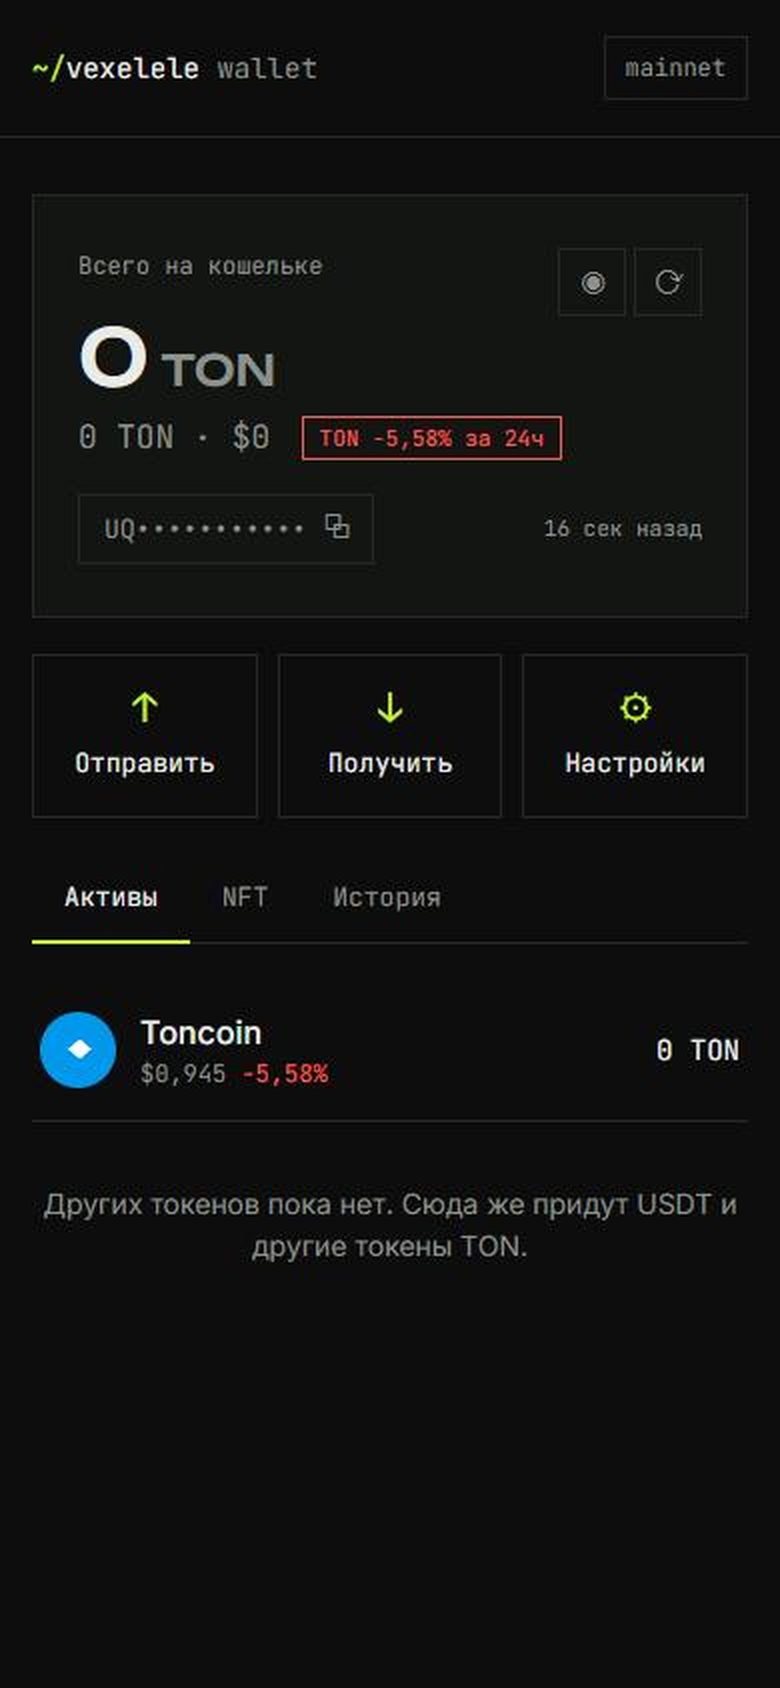 ~/vexelele wallet
mainnet
Всего на кошельке
0 TON
0 TON · $0
TON -5,58% за 24ч
UQ···········
16 сек назад
Отправить
Получить
Настройки
Активы
NFT
История
Toncoin
$0,945 -5,58%
0 TON
Других токенов пока нет. Сюда же придут USDT и
другие токены TON.